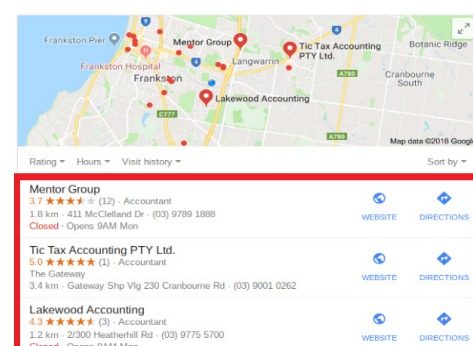 Frankston Pier
Mentor Group
Tic Tax Accounting
PTY Ltd.
Botanic Ridge
Frankston Hospital
Langwarrin
Frankston
A780
Cranbourne
South
Lakewood Accounting
C777
A780
Map data ©2018 Google
Rating Hours Visit history Sort by
Mentor Group
3.7 ★★★★★ (12) · Accountant
1.8 km · 411 McClelland Dr · (03) 9789 1888
Closed · Opens 9AM Mon
WEBSITE DIRECTIONS
Tic Tax Accounting PTY Ltd.
5.0 ★★★★★ (1) · Accountant
The Gateway
3.4 km · Gateway Shp Vlg 230 Cranbourne Rd · (03) 9001 0262
WEBSITE DIRECTIONS
Lakewood Accounting
4.3 ★★★★★ (3) · Accountant
1.2 km · 2/300 Heatherhill Rd · (03) 9775 5700
Closed · Opens 9AM Mon
WEBSITE DIRECTIONS